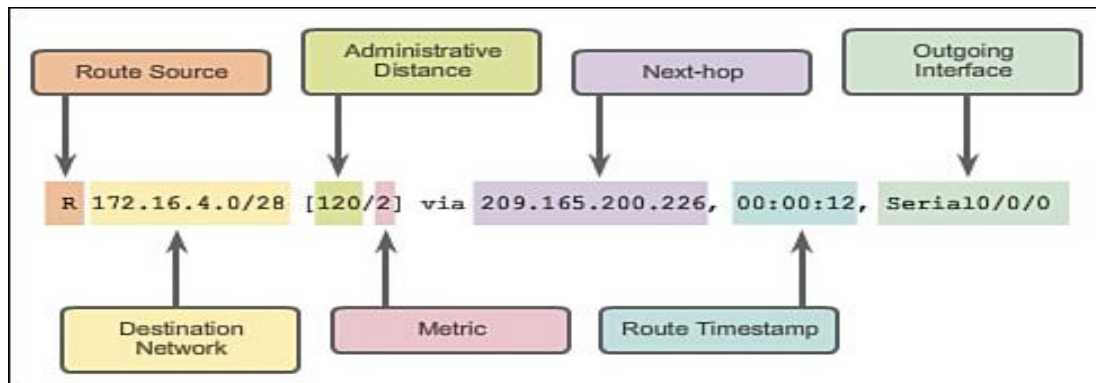 Route Source
Administrative
Distance
Next-hop
Outgoing
Interface
R 172.16.4.0/28 [120/2] via 209.165.200.226, 00:00:12, Serial0/0/0
Destination
Network
Metric
Route Timestamp